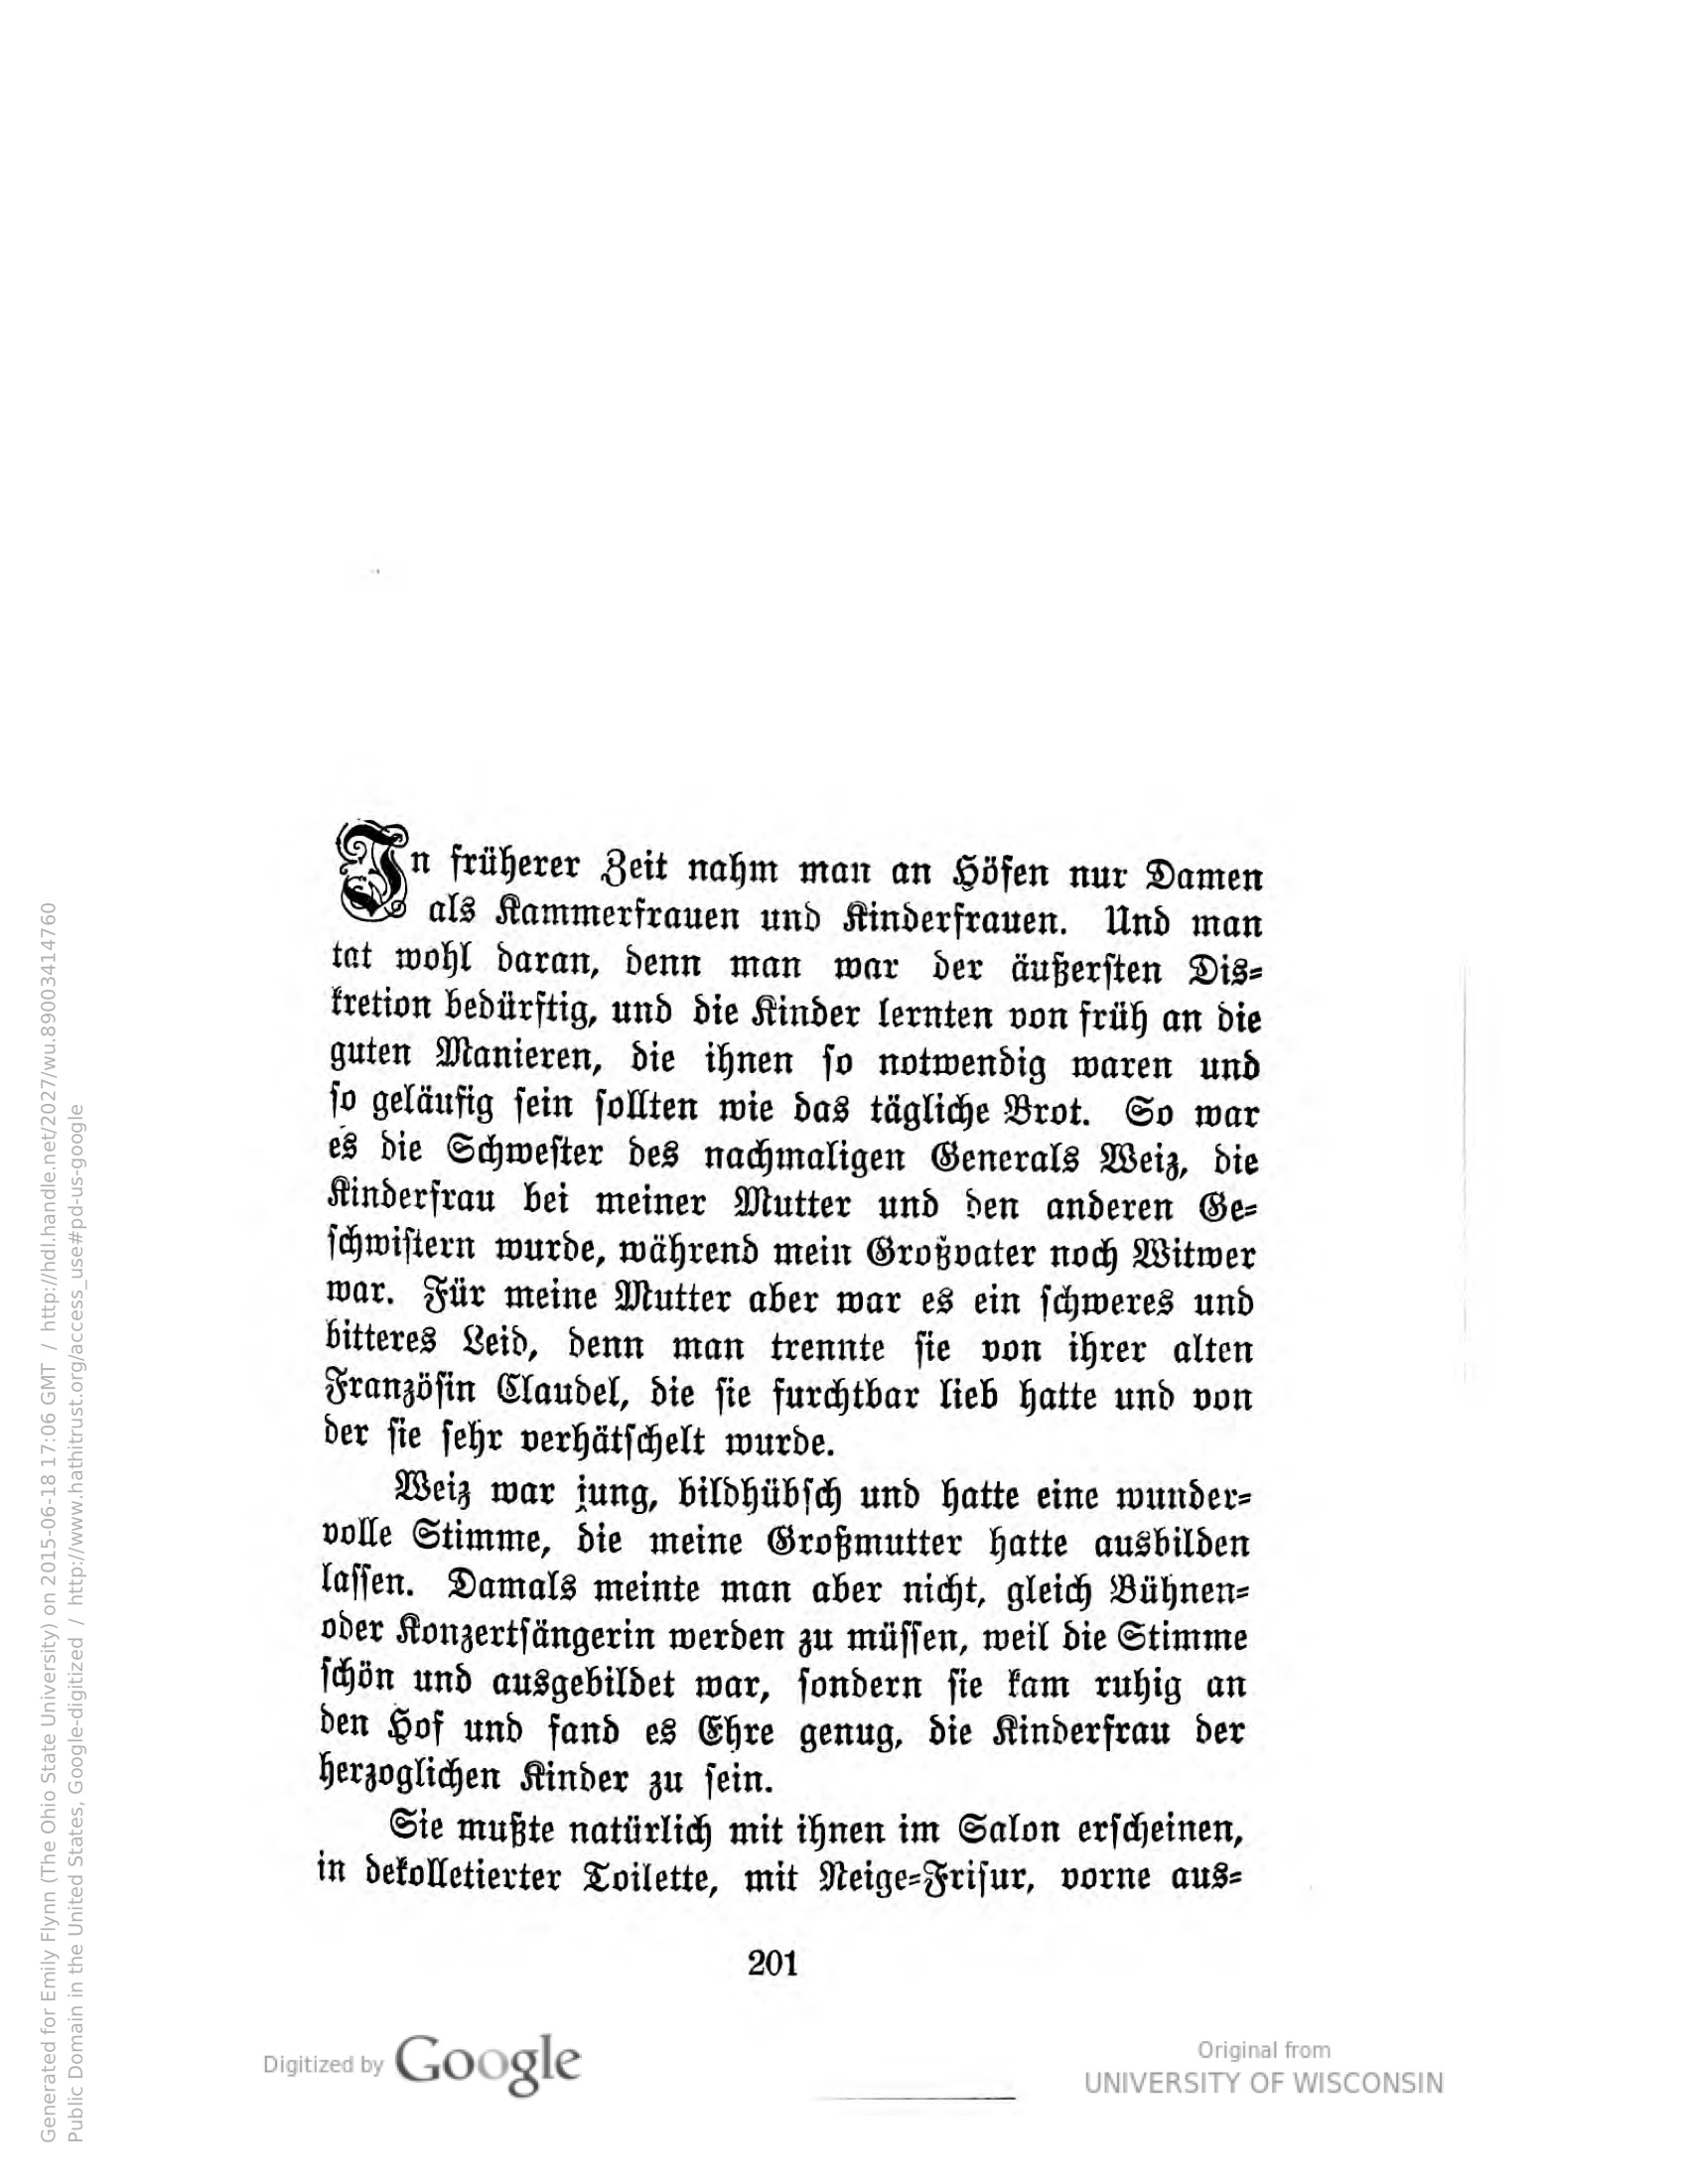 In früherer Zeit nahm man an Höfen nur Damen
als Kammerfrauen und Kinderfrauen. Und man
tat wohl daran, denn man war der äußersten Dis=
kretion bedürftig, und die Kinder lernten von früh an die
guten Manieren, die ihnen so notwendig waren und
so geläufig sein sollten wie das tägliche Brot. So war
es die Schwester des nachmaligen Generals Weiz, die
Kinderfrau bei meiner Mutter und den anderen Ge=
schwistern wurde, während mein Großvater noch Witwer
war. Für meine Mutter aber war es ein schweres und
bitteres Leid, denn man trennte sie von ihrer alten
Französin Claudel, die sie furchtbar lieb hatte und von
der sie sehr verhätschelt wurde.
Weiz war jung, bildhübsch und hatte eine wunder=
volle Stimme, die meine Großmutter hatte ausbilden
lassen. Damals meinte man aber nicht, gleich Bühnen=
oder Konzertsängerin werden zu müssen, weil die Stimme
schön und ausgebildet war, sondern sie kam ruhig an
den Hof und fand es Ehre genug, die Kinderfrau der
herzoglichen Kinder zu sein.
Sie mußte natürlich mit ihnen im Salon erscheinen,
in dekolletierter Toilette, mit Neige=Frisur, vorne aus=
201
Digitized by Google
Original from
UNIVERSITY OF WISCONSIN
Generated for Emily Flynn (The Ohio State University) on 2015-06-18 17:06 GMT / http://hdl.handle.net/2027/wu.89003414760
Public Domain in the United States, Google-digitized / http://www.hathitrust.org/access_use#pd-us-google